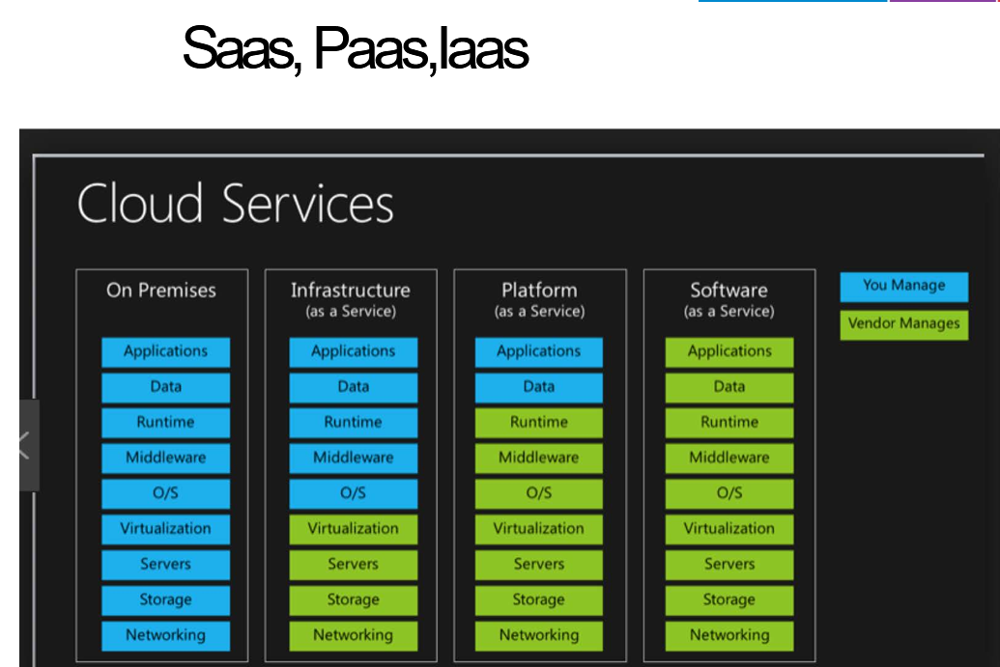 Saas, Paas,Iaas
Cloud Services
On Premises
Applications
Data
Runtime
Middleware
O/S
Virtualization
Servers
Storage
Networking
Infrastructure
(as a Service)
Applications
Data
Runtime
Middleware
O/S
Virtualization
Servers
Storage
Networking
Platform
(as a Service)
Applications
Data
Runtime
Middleware
O/S
Virtualization
Servers
Storage
Networking
Software
(as a Service)
Applications
Data
Runtime
Middleware
O/S
Virtualization
Servers
Storage
Networking
You Manage
Vendor Manages